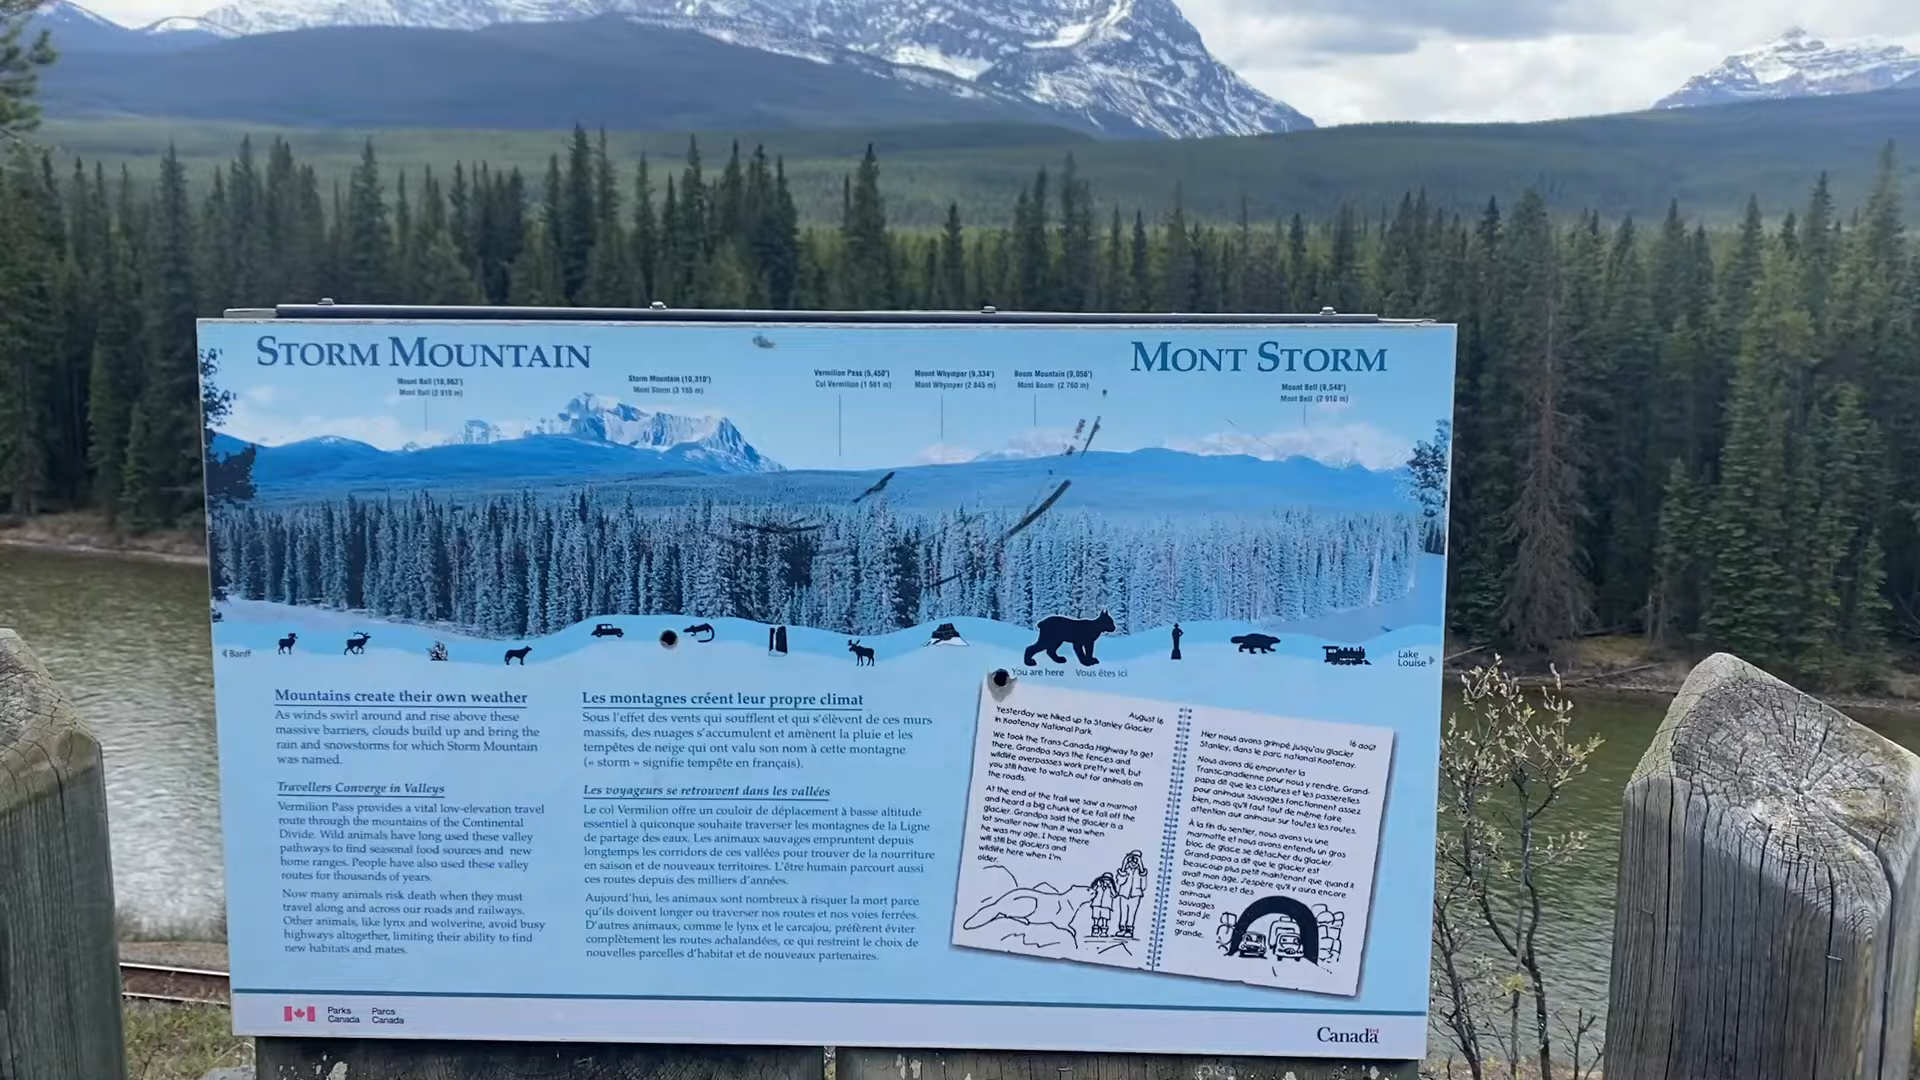 STORM MOUNTAIN
MONT STORM
Mount Ball (10,863')
Mont Ball (2 910 m)
Storm Mountain (10,310')
Mont Storm (3 155 m)
Vermilion Pass (5,450')
Col Vermilion (1 661 m)
Mount Whymper (9,334')
Mont Whymper (2 845 m)
Boom Mountain (9,056')
Mont Boom (2 760 m)
Mount Bell (9,548')
Mont Bell (2 910 m)
Banff
You are here Vous êtes ici
Lake
Louise
Mountains create their own weather
As winds swirl around and rise above these
massive barriers, clouds build up and bring the
rain and snowstorms for which Storm Mountain
was named.
Travellers Converge in Valleys
Vermilion Pass provides a vital low-elevation travel
route through the mountains of the Continental
Divide. Wild animals have long used these valley
pathways to find seasonal food sources and new
home ranges. People have also used these valley
routes for thousands of years.
Now many animals risk death when they must
travel along and across our roads and railways.
Other animals, like lynx and wolverine, avoid busy
highways altogether, limiting their ability to find
new habitats and mates.
Les montagnes créent leur propre climat
Sous l'effet des vents qui soufflent et qui s'élèvent de ces murs
massifs, des nuages s'accumulent et amènent la pluie et les
tempêtes de neige qui ont valu son nom à cette montagne
(« storm » signifie tempête en français).
Les voyageurs se retrouvent dans les vallées
Le col Vermilion offre un couloir de déplacement à basse altitude
essentiel à quiconque souhaite traverser les montagnes de la Ligne
de partage des eaux. Les animaux sauvages empruntent depuis
longtemps les corridors de ces vallées pour trouver de la nourriture
en saison et de nouveaux territoires. L'être humain parcourt aussi
ces routes depuis des milliers d'années.
Aujourd'hui, les animaux sont nombreux à risquer la mort parce
qu'ils doivent longer ou traverser nos routes et nos voies ferrées.
D'autres animaux, comme le lynx et le carcajou, préfèrent éviter
complètement les routes achalandées, ce qui restreint le choix de
nouvelles parcelles d'habitat et de nouveaux partenaires.
August 16
Yesterday we hiked up to Stanley Glacier
in Kootenay National Park.
We took the Trans-Canada Highway to get
there. Grandpa says the fences and
wildlife overpasses work pretty well, but
you still have to watch out for animals on
the roads.
At the end of the trail we saw a marmot
and heard a big chunk of ice fall off the
glacier. Grandpa said the glacier is a
lot smaller now than it was when
he was my age. I hope there
will still be glaciers and
wildlife here when I'm
older.
16 août
Hier nous avons grimpé jusqu'au glacier
Stanley, dans le parc national Kootenay.
Nous avons dû emprunter la
Transcanadienne pour nous y rendre. Grand-
papa dit que les clôtures et les passerelles
pour animaux sauvages fonctionnent assez
bien, mais qu'il faut tout de même faire
attention aux animaux sur toutes les routes.
À la fin du sentier, nous avons vu une
marmotte et nous avons entendu un gros
bloc de glace se détacher du glacier.
Grand-papa a dit que le glacier est
beaucoup plus petit maintenant que quand il
avait mon âge. J'espère qu'il y aura encore
des glaciers et des
animaux
sauvages
quand je
serai
grande.
Parks
Canada
Parcs
Canada
Canada